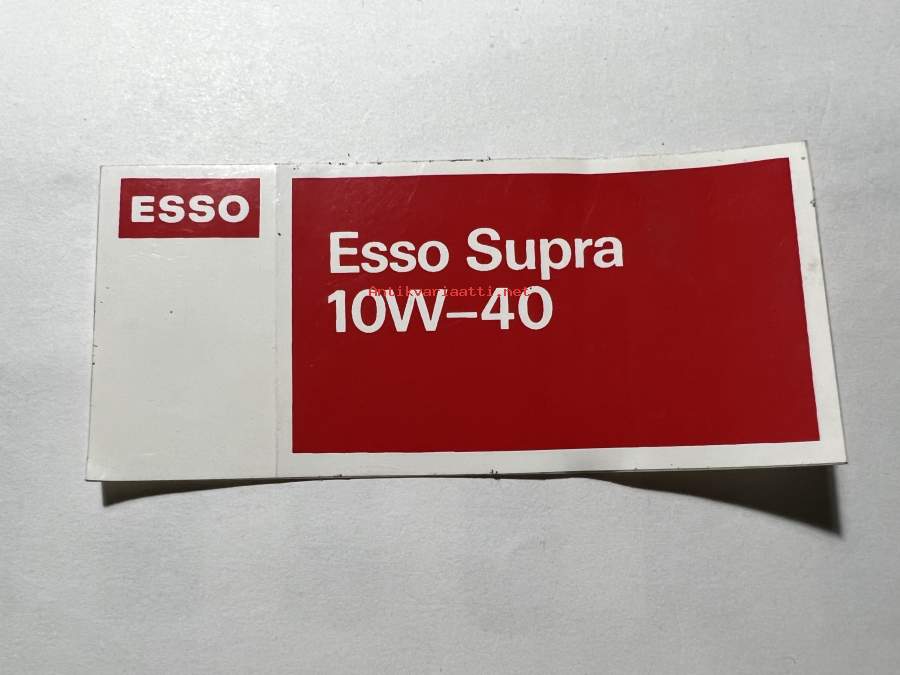 ESSO
Esso Supra
Antikvariaatti.net
10W–40